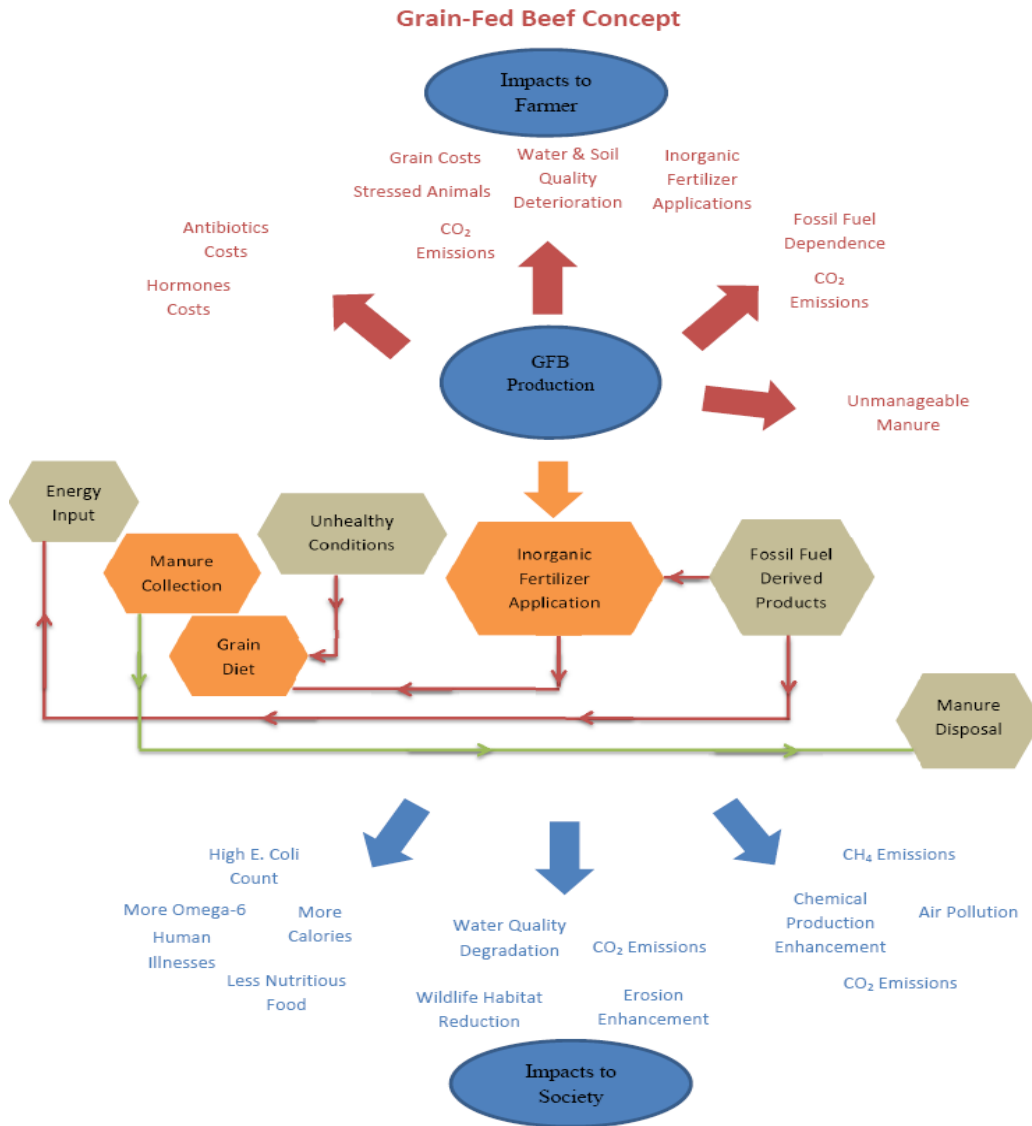 Grain-Fed Beef Concept
Impacts to
Farmer
Grain Costs
Stressed Animals
CO₂
Emissions
Water & Soil
Quality
Deterioration
Inorganic
Fertilizer
Applications
Antibiotics
Costs
Hormones
Costs
Fossil Fuel
Dependence
CO₂
Emissions
GFB
Production
Unmanageable
Manure
Energy
Input
Manure
Collection
Unhealthy
Conditions
Grain
Diet
Inorganic
Fertilizer
Application
Fossil Fuel
Derived
Products
Manure
Disposal
High E. Coli
Count
More Omega-6
Human
Illnesses
More
Calories
Less Nutritious
Food
Water Quality
Degradation
CO₂ Emissions
Wildlife Habitat
Reduction
Erosion
Enhancement
CH₄ Emissions
Chemical
Production
Enhancement
Air Pollution
CO₂ Emissions
Impacts to
Society